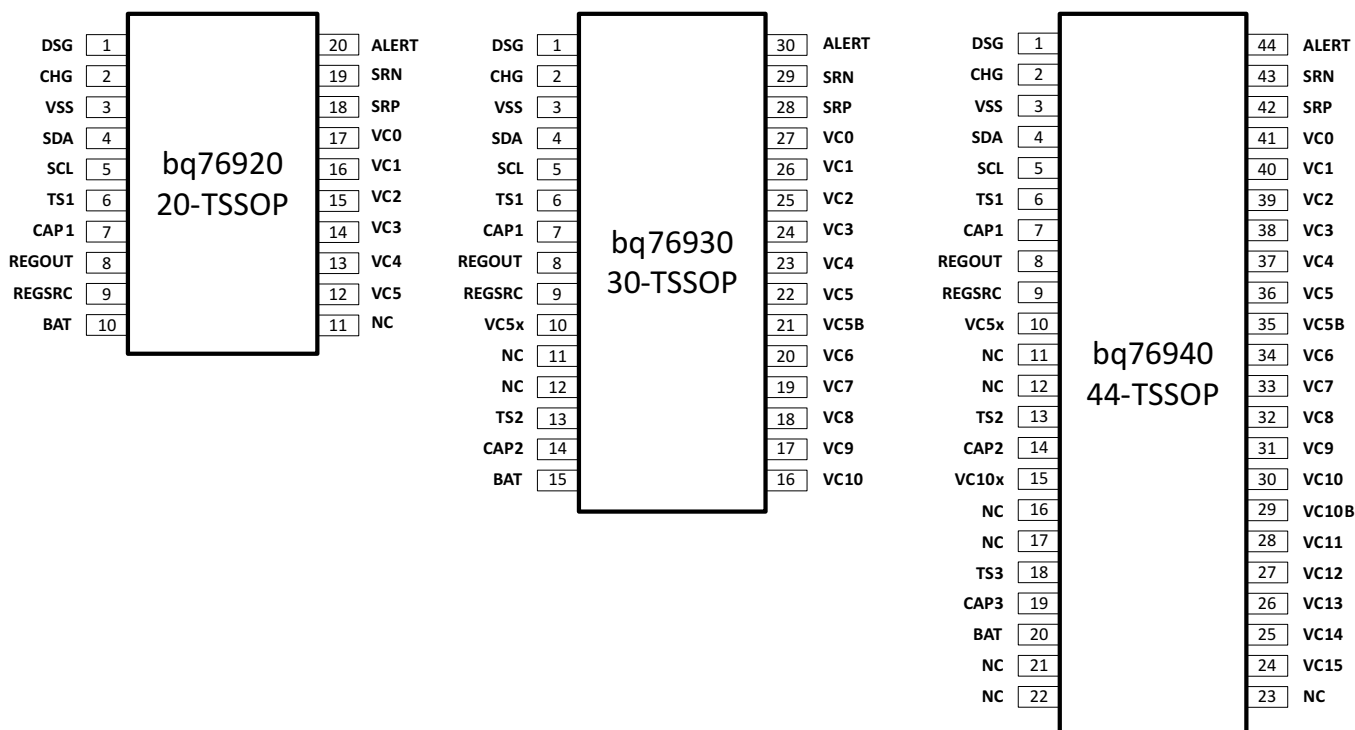 DSG 1 20 ALERT
CHG 2 19 SRN
VSS 3 18 SRP
SDA 4 17 VC0
SCL 5 16 VC1
TS1 6 15 VC2
CAP1 7 14 VC3
REGOUT 8 13 VC4
REGSRC 9 12 VC5
BAT 10 11 NC
bq76920
20-TSSOP
DSG 1 30 ALERT
CHG 2 29 SRN
VSS 3 28 SRP
SDA 4 27 VC0
SCL 5 26 VC1
TS1 6 25 VC2
CAP1 7 24 VC3
REGOUT 8 23 VC4
REGSRC 9 22 VC5
VC5x 10 21 VC5B
NC 11 20 VC6
NC 12 19 VC7
TS2 13 18 VC8
CAP2 14 17 VC9
BAT 15 16 VC10
bq76930
30-TSSOP
DSG 1 44 ALERT
CHG 2 43 SRN
VSS 3 42 SRP
SDA 4 41 VC0
SCL 5 40 VC1
TS1 6 39 VC2
CAP1 7 38 VC3
REGOUT 8 37 VC4
REGSRC 9 36 VC5
VC5x 10 35 VC5B
NC 11 34 VC6
NC 12 33 VC7
TS2 13 32 VC8
CAP2 14 31 VC9
VC10x 15 30 VC10
NC 16 29 VC10B
NC 17 28 VC11
TS3 18 27 VC12
CAP3 19 26 VC13
BAT 20 25 VC14
NC 21 24 VC15
NC 22 23 NC
bq76940
44-TSSOP